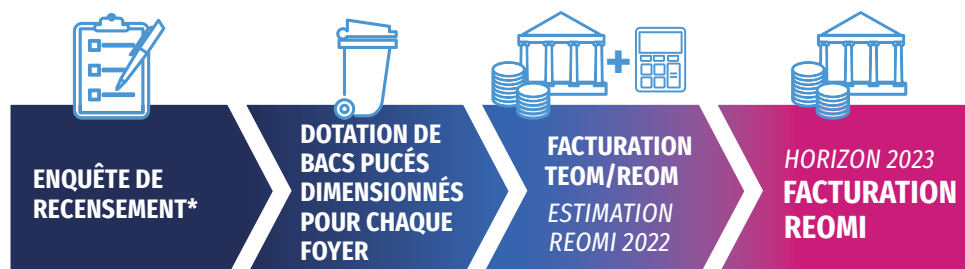 ENQUÊTE DE
RECENSEMENT*
DOTATION DE
BACS PUCÉS
DIMENSIONNÉS
POUR CHAQUE
FOYER
FACTURATION
TEOM/REOM
ESTIMATION
REOMI 2022
HORIZON 2023
FACTURATION
REOMI